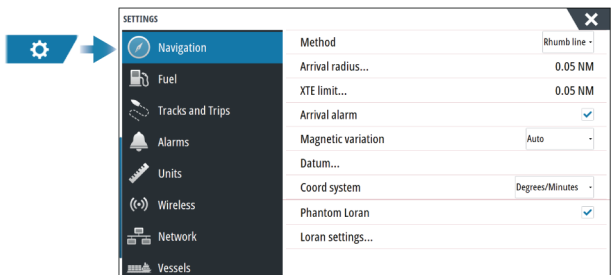 SETTINGS
Navigation
Fuel
Tracks and Trips
Alarms
Units
Wireless
Network
Vessels
Method Rhumb line
Arrival radius... 0.05 NM
XTE limit... 0.05 NM
Arrival alarm
Magnetic variation Auto
Datum...
Coord system Degrees/Minutes
Phantom Loran
Loran settings...